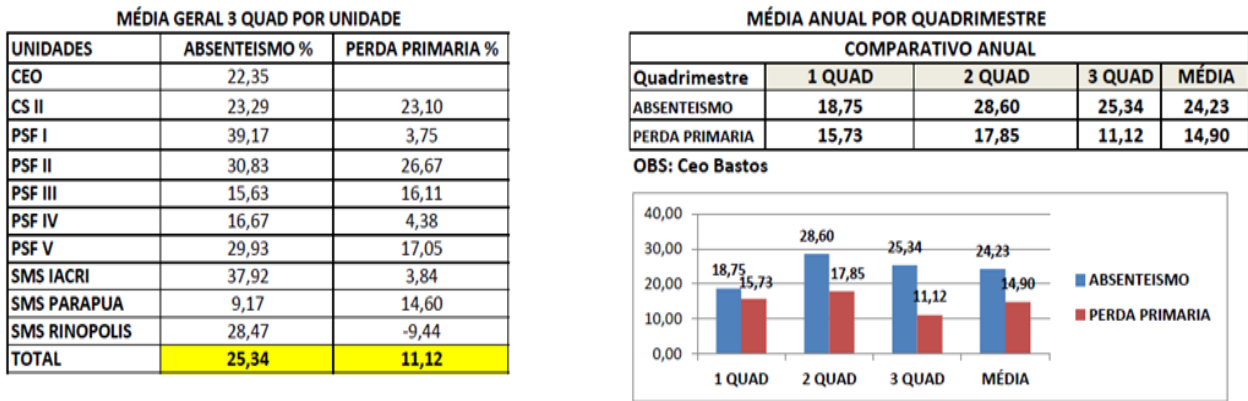 MÉDIA GERAL 3 QUAD POR UNIDADE
UNIDADES ABSENTEISMO % PERDA PRIMARIA %
CEO 22,35
CS II 23,29 23,10
PSF I 39,17 3,75
PSF II 30,83 26,67
PSF III 15,63 16,11
PSF IV 16,67 4,38
PSF V 29,93 17,05
SMS IACRI 37,92 3,84
SMS PARAPUA 9,17 14,60
SMS RINOPOLIS 28,47 -9,44
TOTAL 25,34 11,12
MÉDIA ANUAL POR QUADRIMESTRE
COMPARATIVO ANUAL
Quadrimestre 1 QUAD 2 QUAD 3 QUAD MÉDIA
ABSENTEISMO 18,75 28,60 25,34 24,23
PERDA PRIMARIA 15,73 17,85 11,12 14,90
OBS: Ceo Bastos
40,00
30,00
20,00
10,00
0,00
18,75 15,73
28,60 17,85
25,34 11,12
24,23 14,90
1 QUAD 2 QUAD 3 QUAD MÉDIA
ABSENTEISMO
PERDA PRIMARIA